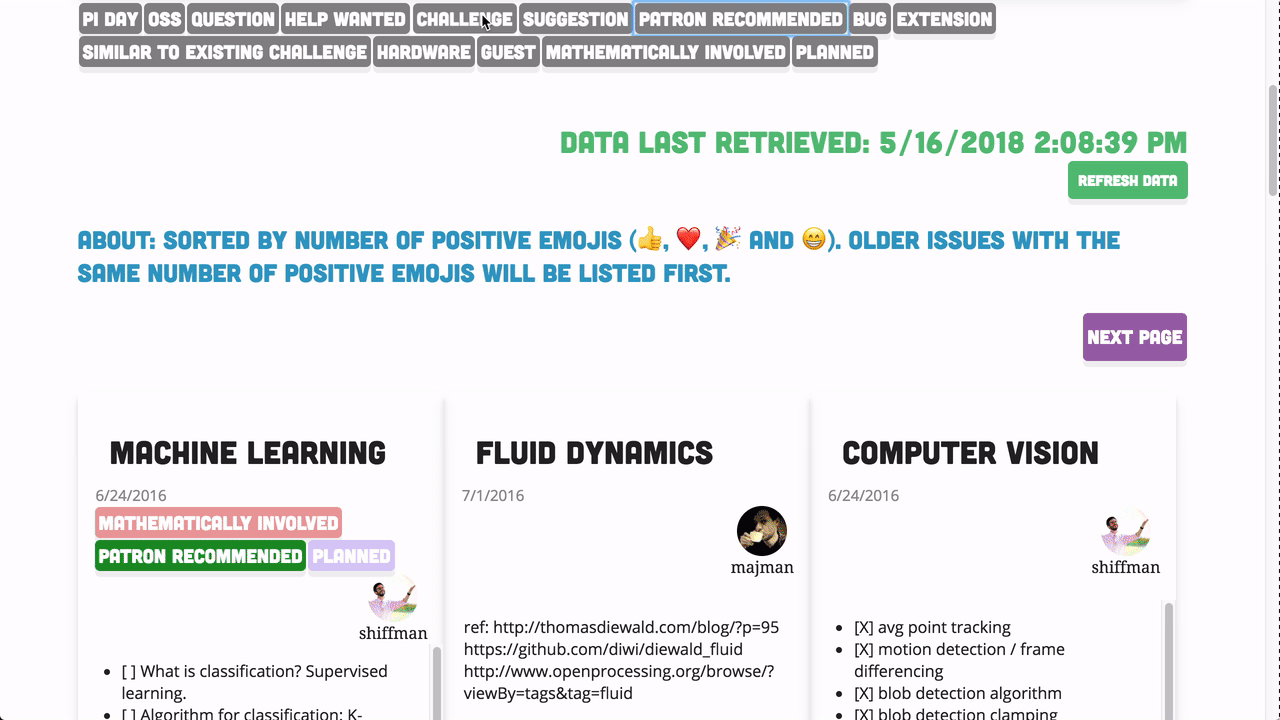 PI DAY OSS QUESTION HELP WANTED CHALLENGE SUGGESTION PATRON RECOMMENDED BUG EXTENSION
SIMILAR TO EXISTING CHALLENGE HARDWARE GUEST MATHEMATICALLY INVOLVED PLANNED
DATA LAST RETRIEVED: 5/16/2018 2:08:39 PM
REFRESH DATA
ABOUT: SORTED BY NUMBER OF POSITIVE EMOJIS (👍, ❤️, 🎉 AND 😁). OLDER ISSUES WITH THE
SAME NUMBER OF POSITIVE EMOJIS WILL BE LISTED FIRST.
NEXT PAGE
MACHINE LEARNING
6/24/2016
MATHEMATICALLY INVOLVED
PATRON RECOMMENDED PLANNED
shiffman
• [ ] What is classification? Supervised
learning.
• [ ] Algorithm for classification: K-
FLUID DYNAMICS
7/1/2016
majman
ref: http://thomasdiewald.com/blog/?p=95
https://github.com/diwi/diewald_fluid
http://www.openprocessing.org/browse/?
viewBy=tags&tag=fluid
COMPUTER VISION
6/24/2016
shiffman
• [X] avg point tracking
• [X] motion detection / frame
differencing
• [X] blob detection algorithm
• [X] blob detection clamping